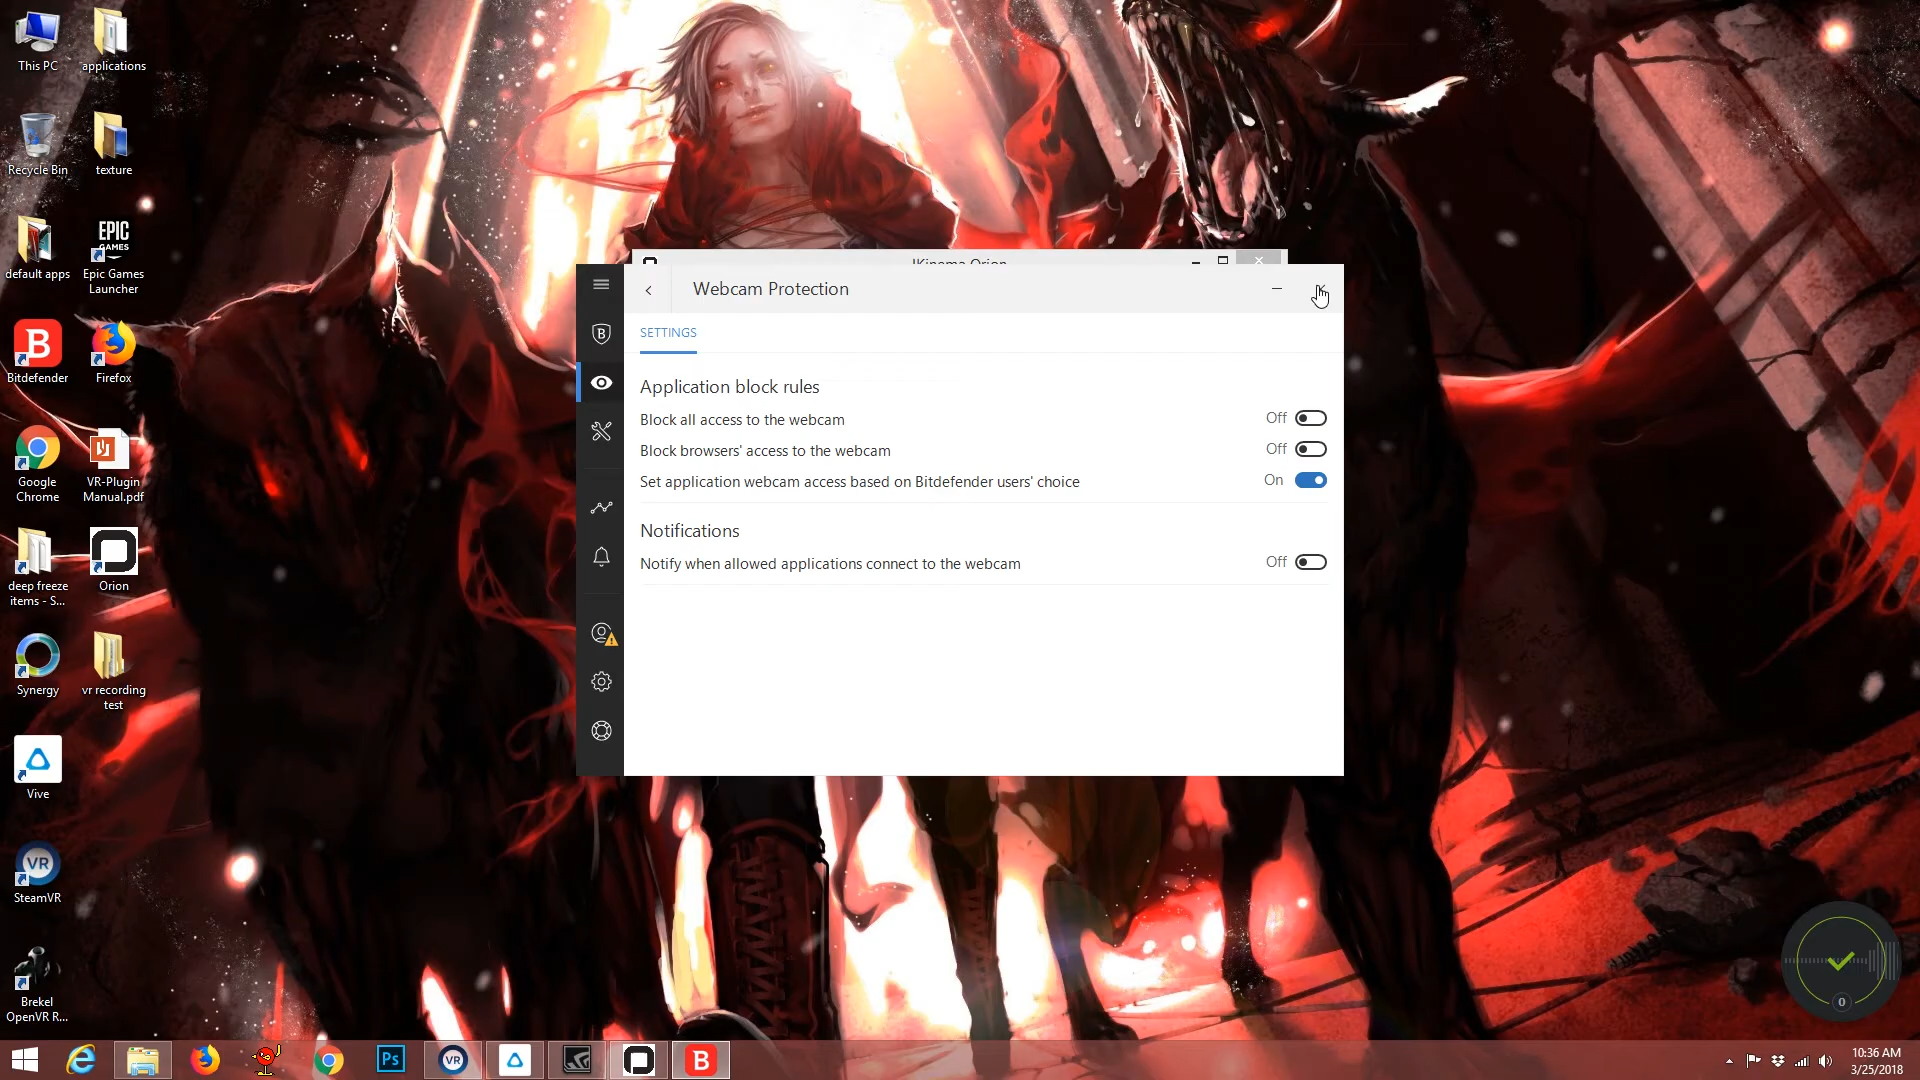 This PC
applications
Recycle Bin
texture
default apps
EPIC
GAMES
Epic Games
Launcher
B
Bitdefender
Firefox
Google
Chrome
VR-Plugin
Manual.pdf
deep freeze
items - S...
Orion
Synergy
vr recording
test
Vive
VR
SteamVR
Brekel
OpenVR R...
IKinema Orion
Webcam Protection
B
SETTINGS
Application block rules
Block all access to the webcam
Off
Block browsers' access to the webcam
Off
Set application webcam access based on Bitdefender users' choice
On
Notifications
Notify when allowed applications connect to the webcam
Off
0
Ps
VR
B
10:36 AM
3/25/2018